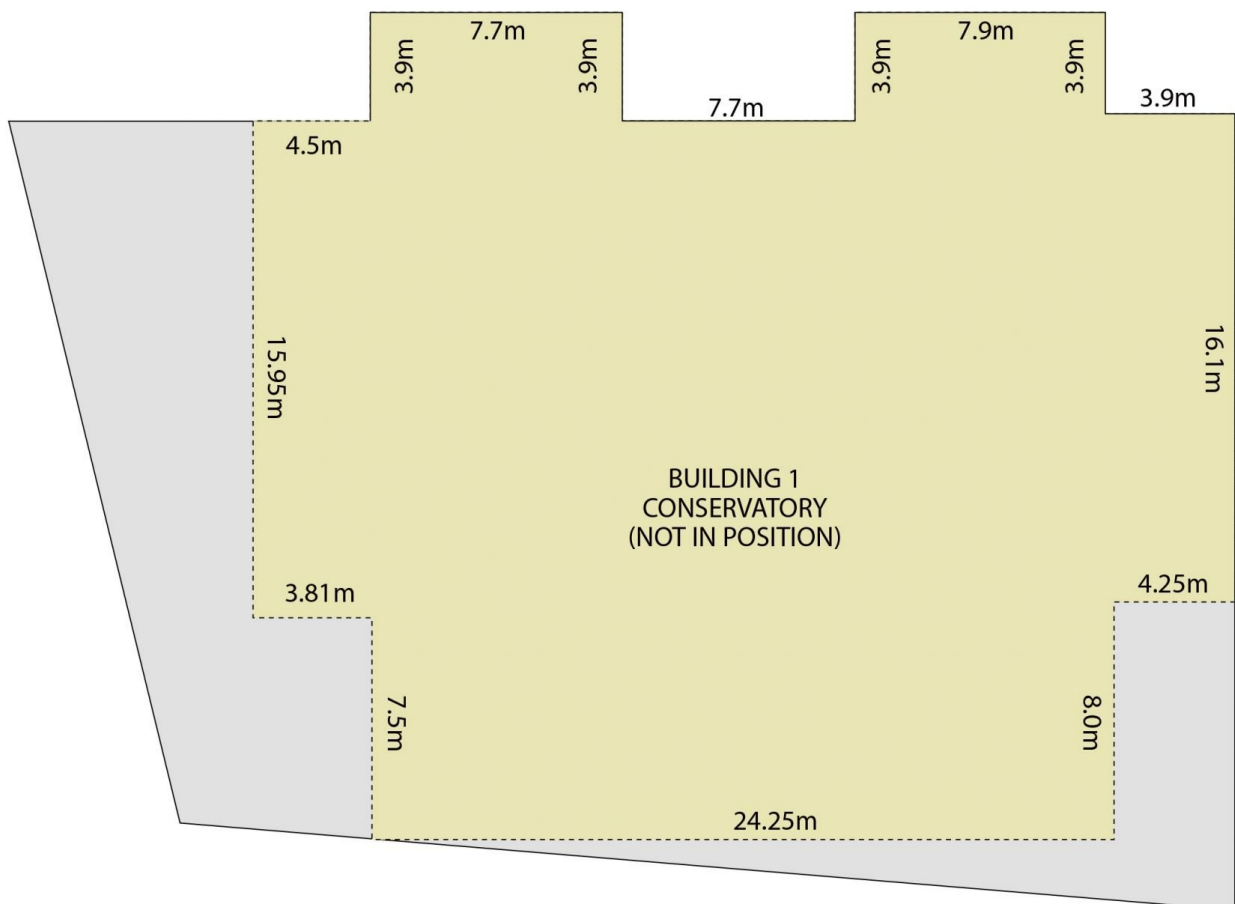 7.7m
7.9m
3.9m
3.9m
3.9m
3.9m
3.9m
7.7m
4.5m
15.95m
16.1m
BUILDING 1
CONSERVATORY
(NOT IN POSITION)
3.81m
4.25m
7.5m
8.0m
24.25m